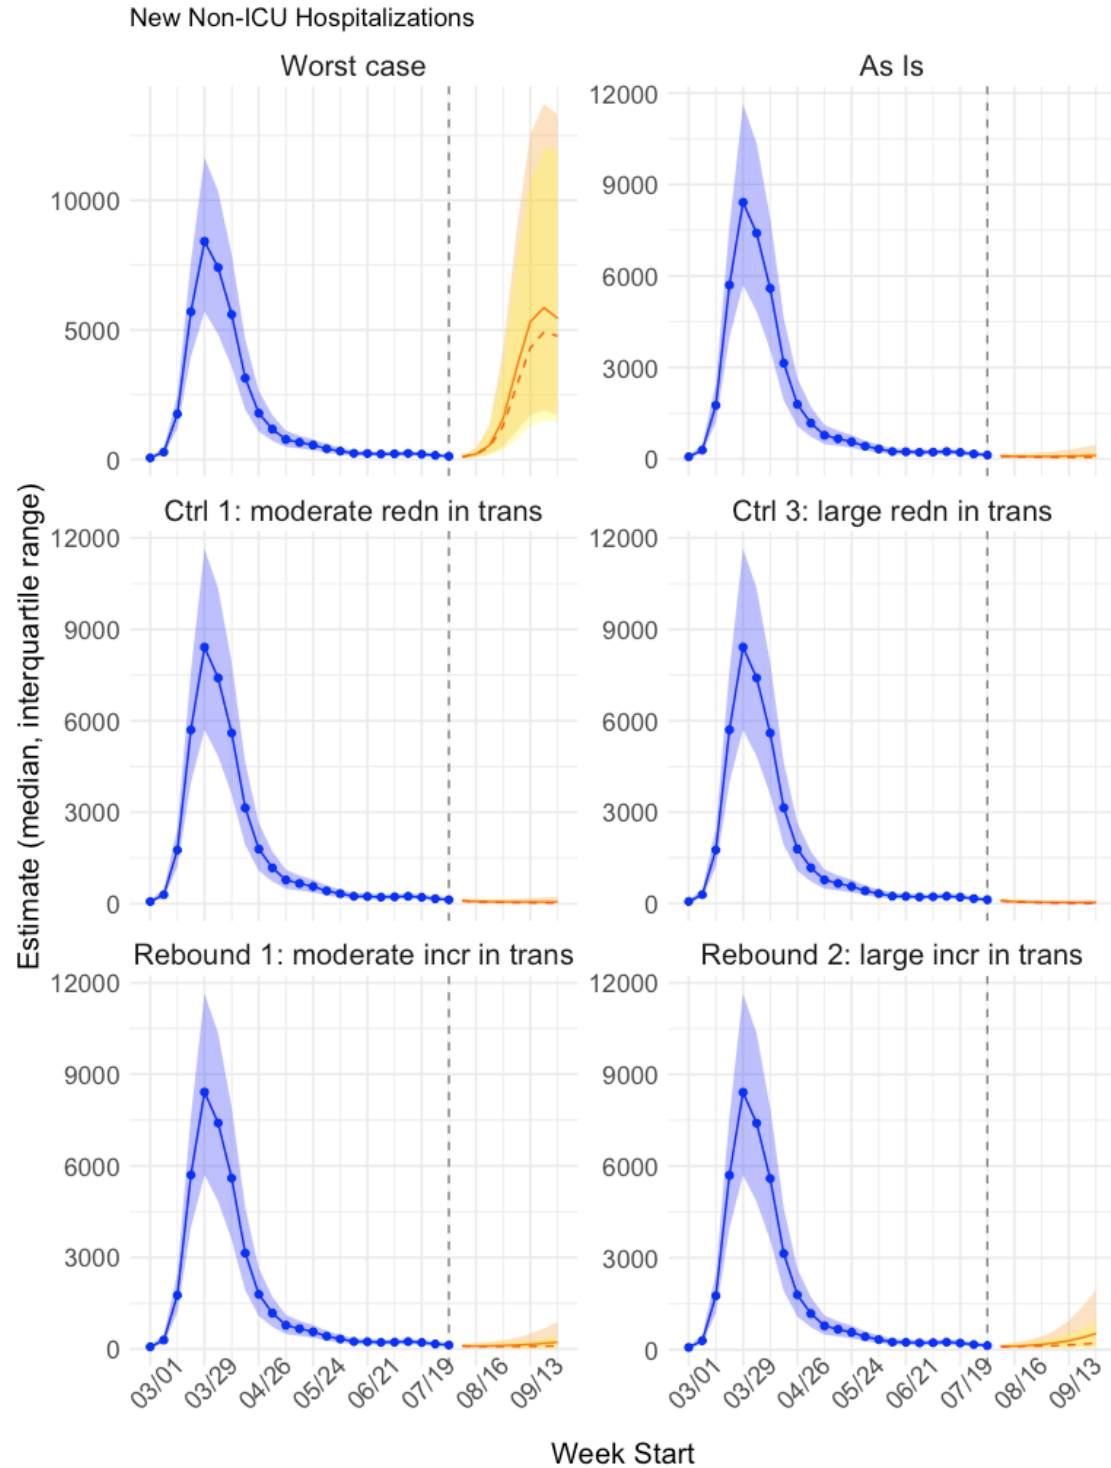 New Non-ICU Hospitalizations
Worst case
10000
5000
0
As Is
12000
9000
6000
3000
0
Ctrl 1: moderate redn in trans
12000
9000
6000
3000
0
Ctrl 3: large redn in trans
12000
9000
6000
3000
0
Rebound 1: moderate incr in trans
12000
9000
6000
3000
0
Rebound 2: large incr in trans
12000
9000
6000
3000
0
03/01 03/29 04/26 05/24 06/21 07/19 08/16 09/13
03/01 03/29 04/26 05/24 06/21 07/19 08/16 09/13
Week Start
Estimate (median, interquartile range)